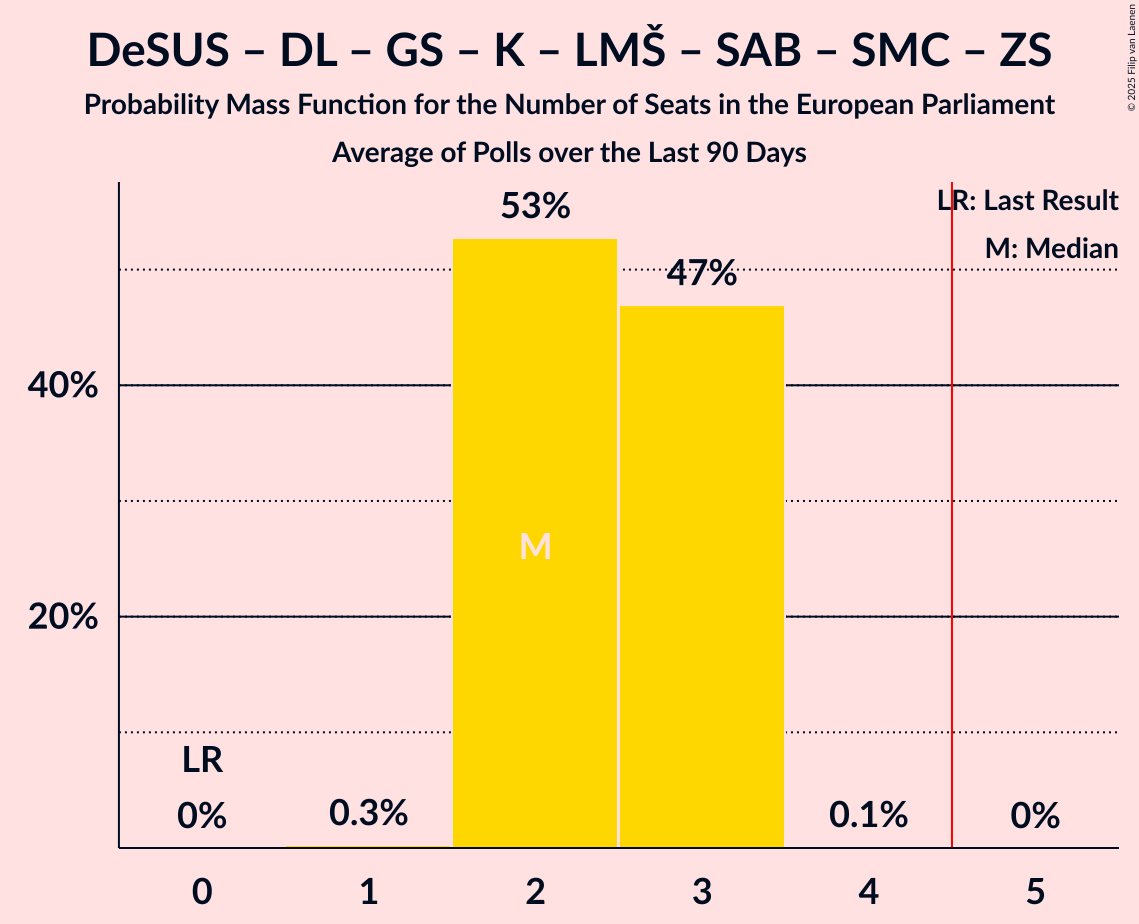 DeSUS – DL – GS – K – LMŠ – SAB – SMC – ZS
Probability Mass Function for the Number of Seats in the European Parliament
Average of Polls over the Last 90 Days
© 2025 Filip van Laenen
LR: Last Result
M: Median
53%
47%
40%
M
20%
LR
0%
0.3%
0.1%
0%
0 1 2 3 4 5